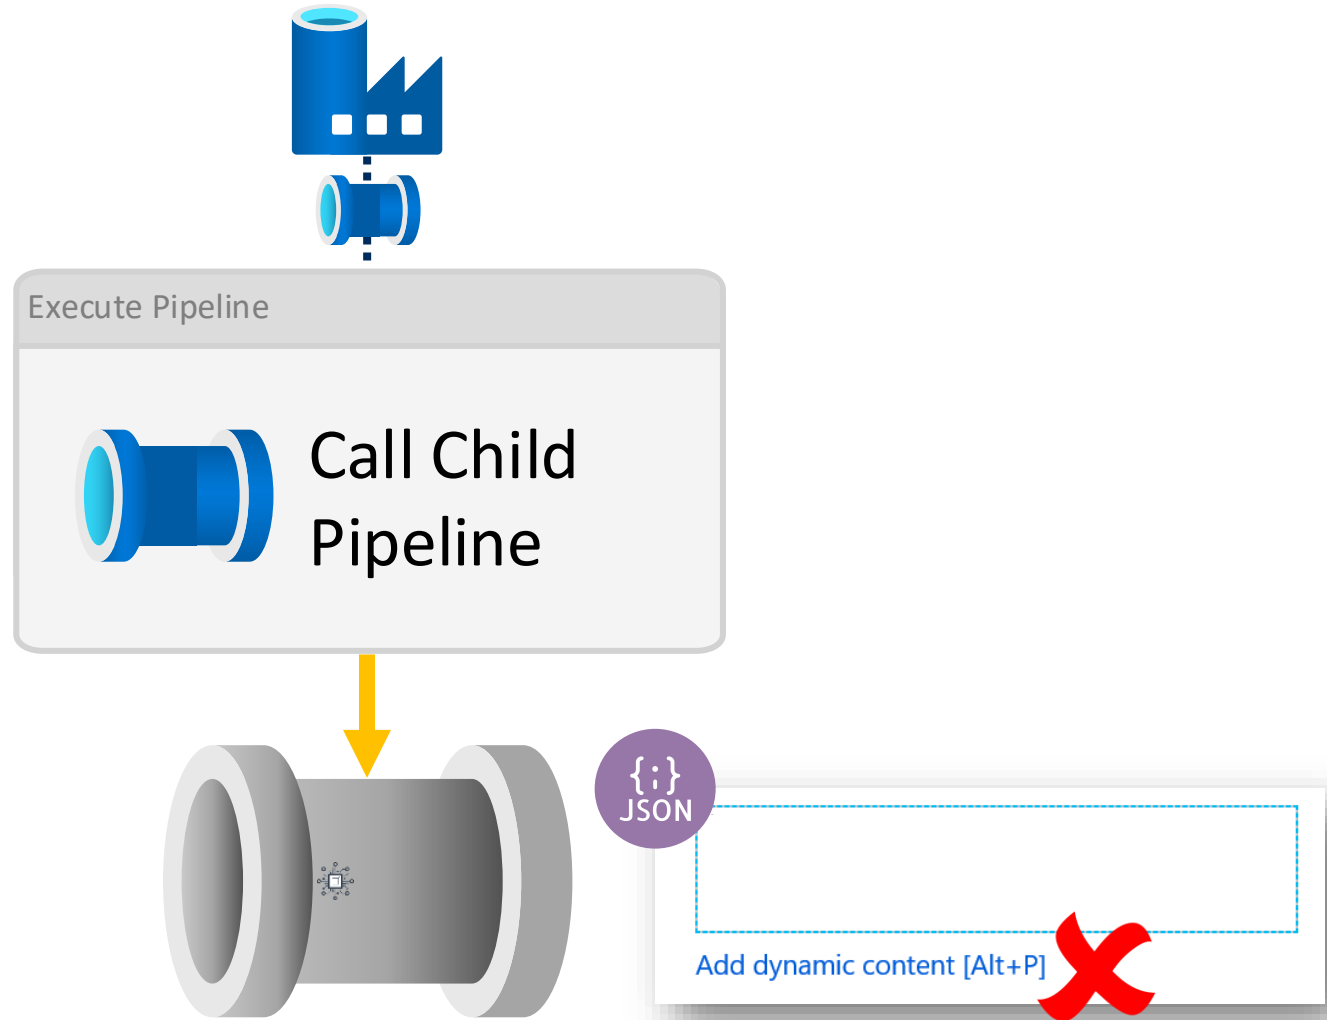 Execute Pipeline
Call Child
Pipeline
{;}
JSON
Add dynamic content [Alt+P]